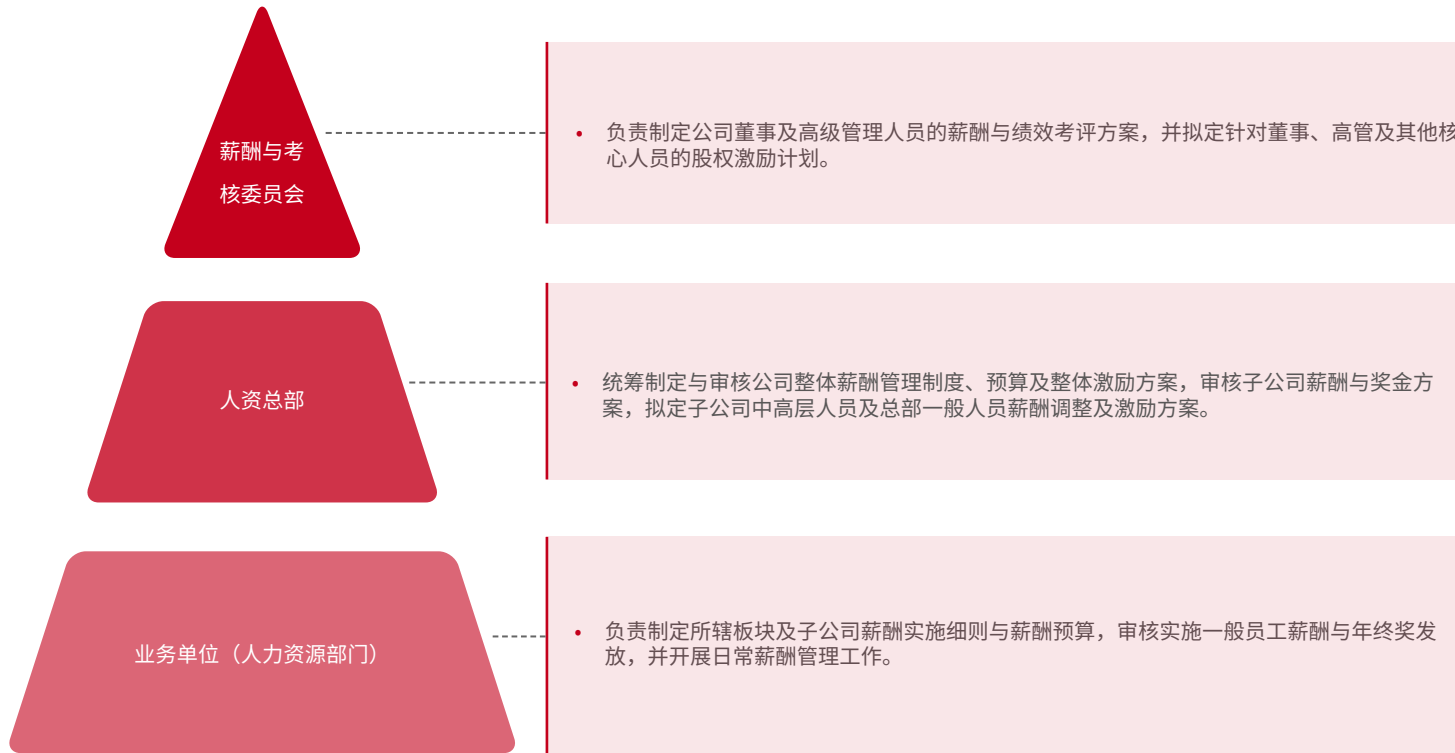 薪酬与考
核委员会
• 负责制定公司董事及高级管理人员的薪酬与绩效考评方案，并拟定针对董事、高管及其他核
心人员的股权激励计划。
人资总部
• 统筹制定与审核公司整体薪酬管理制度、预算及整体激励方案，审核子公司薪酬与奖金方
案，拟定子公司中高层人员及总部一般人员薪酬调整及激励方案。
业务单位（人力资源部门）
• 负责制定所辖板块及子公司薪酬实施细则与薪酬预算，审核实施一般员工薪酬与年终奖发
放，并开展日常薪酬管理工作。